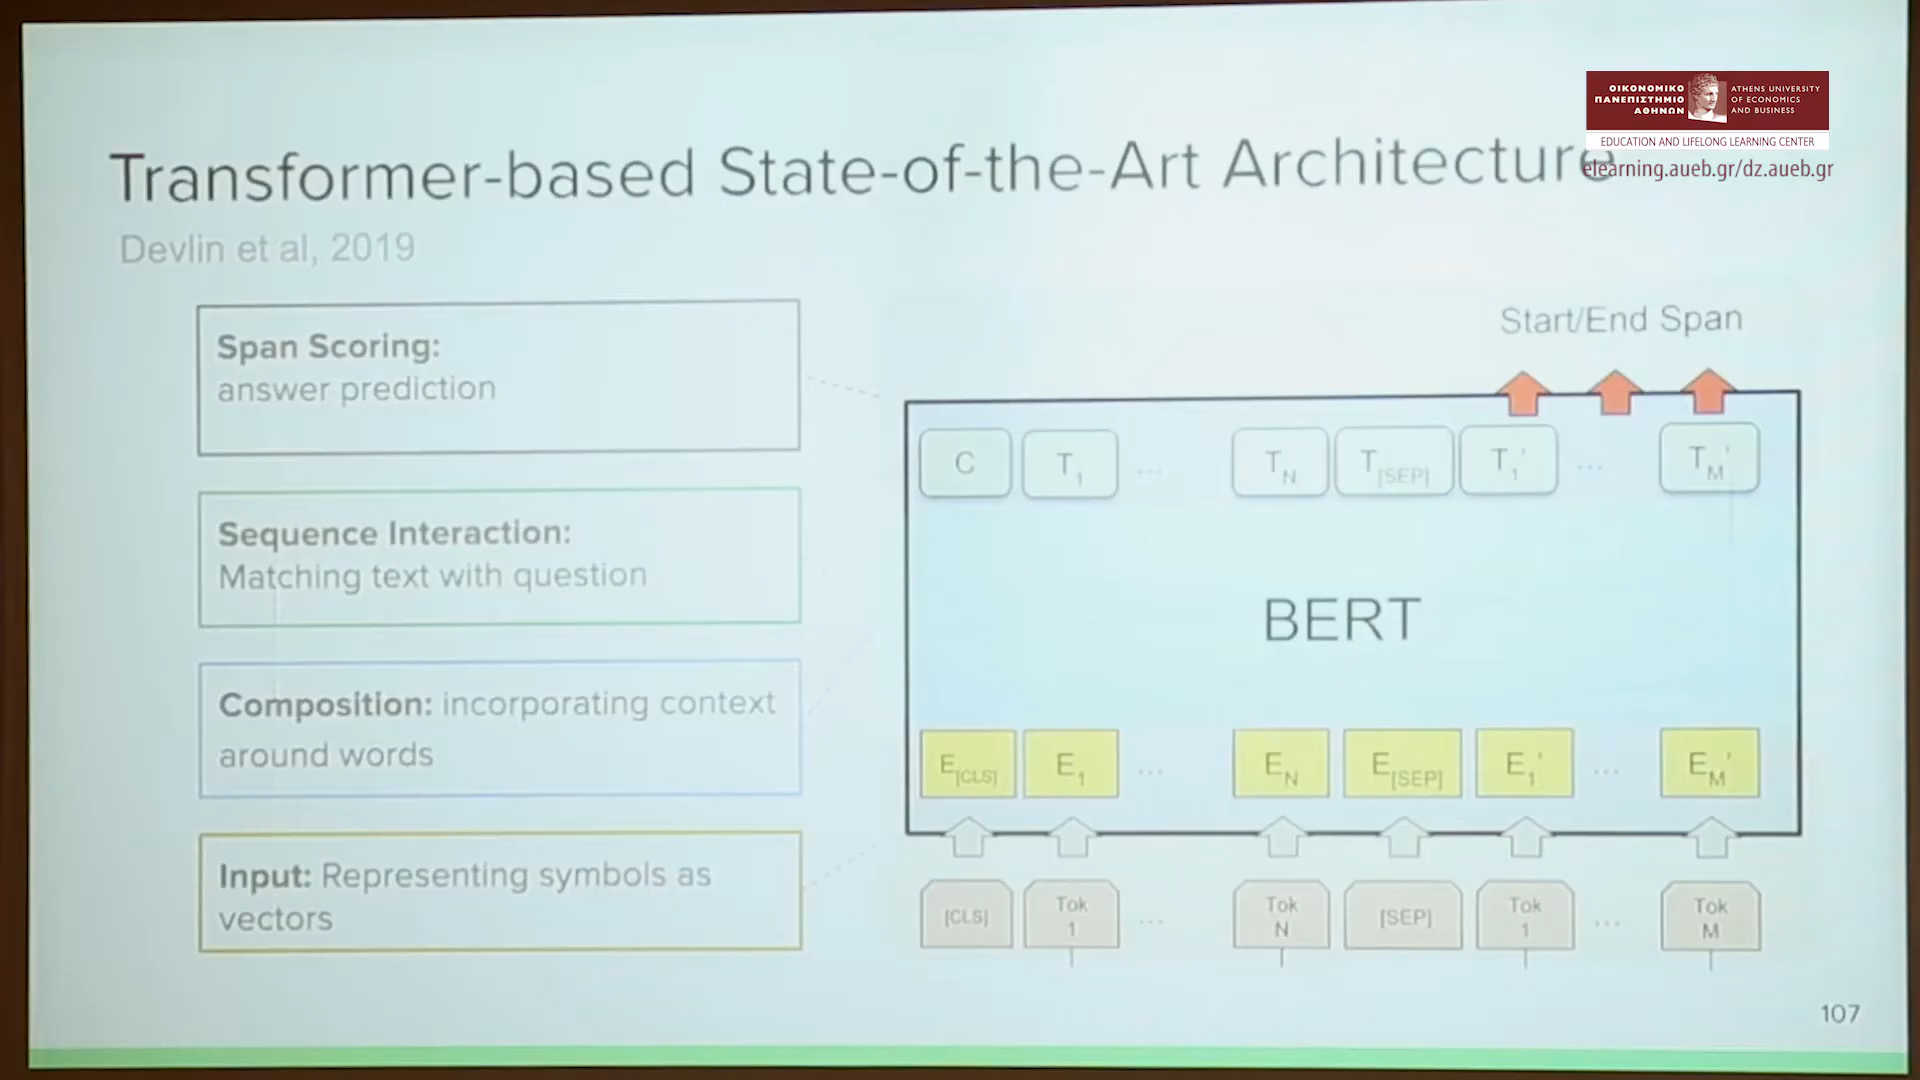 ΟΙΚΟΝΟΜΙΚΟ
ΠΑΝΕΠΙΣΤΗΜΙΟ
ΑΘΗΝΩΝ
ATHENS UNIVERSITY
OF ECONOMICS
AND BUSINESS
EDUCATION AND LIFELONG LEARNING CENTER
elearning.aueb.gr/dz.aueb.gr
Transformer-based State-of-the-Art Architecture
Devlin et al, 2019
Span Scoring:
answer prediction
Sequence Interaction:
Matching text with question
Composition: incorporating context
around words
Input: Representing symbols as
vectors
Start/End Span
C T1 ... TN T[SEP] T1' ... TM'
BERT
E[CLS] E1 ... EN E[SEP] E1' ... EM'
[CLS] Tok 1 ... Tok N [SEP] Tok 1 ... Tok M
107